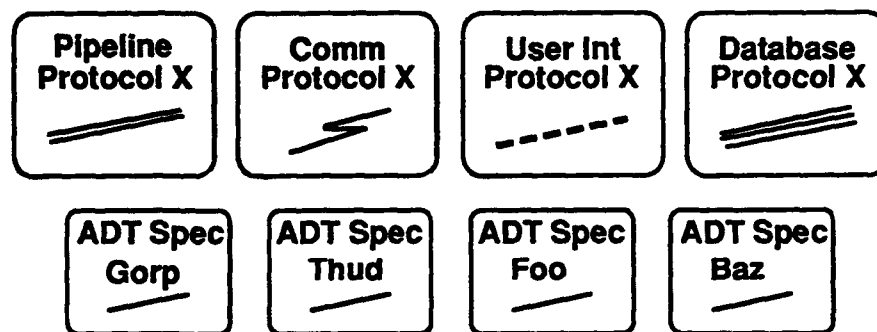 Pipeline
Protocol X
Comm
Protocol X
User Int
Protocol X
Database
Protocol X
ADT Spec
Gorp
ADT Spec
Thud
ADT Spec
Foo
ADT Spec
Baz